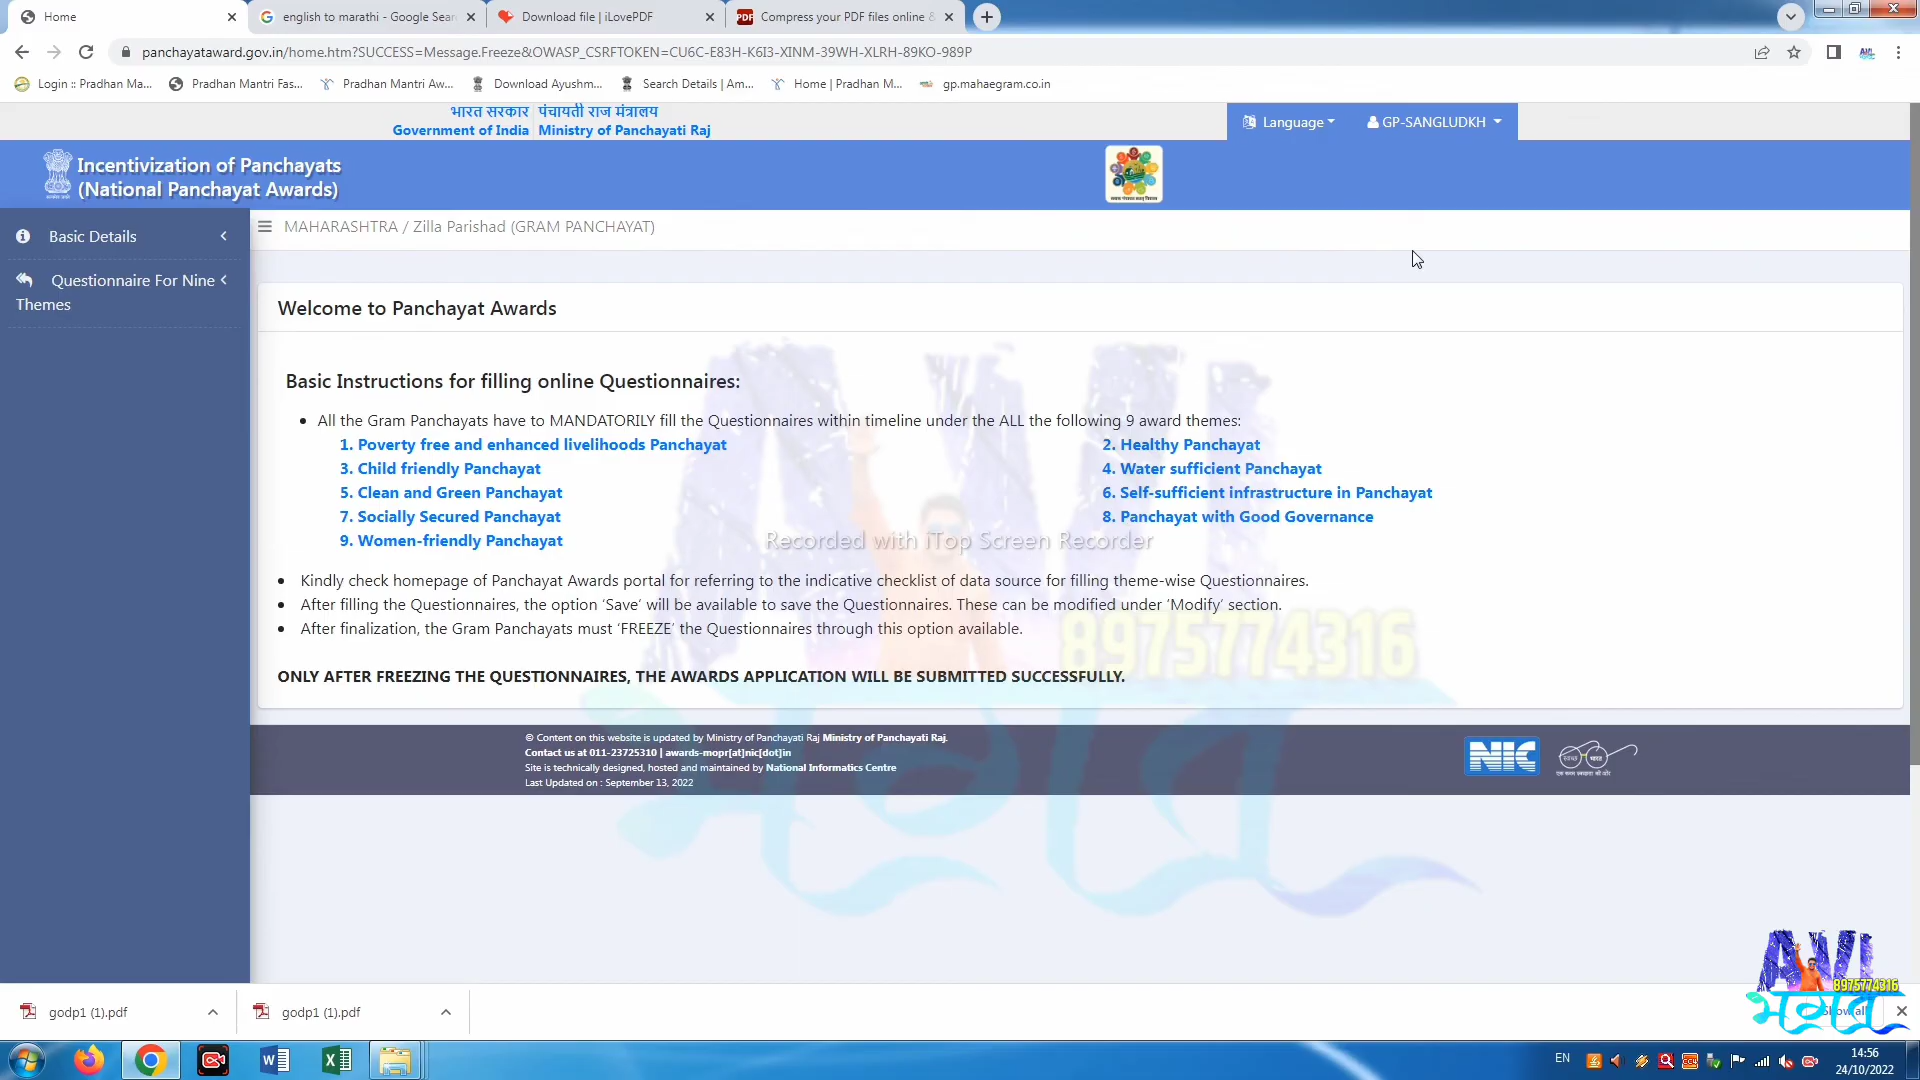 Home
english to marathi - Google Sear
Download file | iLovePDF
PDF
Compress your PDF files online &
panchayataward.gov.in/home.htm?SUCCESS=Message.Freeze&OWASP_CSRFTOKEN=CU6C-E83H-K6I3-XINM-39WH-XLRH-89KO-989P
Login :: Pradhan Ma...
Pradhan Mantri Fas...
Pradhan Mantri Aw...
Download Ayushm...
Search Details | Am...
Home | Pradhan M...
gp.mahaegram.co.in
भारत सरकार पंचायती राज मंत्रालय
Government of India Ministry of Panchayati Raj
Language
GP-SANGLUDKH
Incentivization of Panchayats
(National Panchayat Awards)
Basic Details
Questionnaire For Nine
Themes
MAHARASHTRA / Zilla Parishad (GRAM PANCHAYAT)
Welcome to Panchayat Awards
Basic Instructions for filling online Questionnaires:
All the Gram Panchayats have to MANDATORILY fill the Questionnaires within timeline under the ALL the following 9 award themes:
1. Poverty free and enhanced livelihoods Panchayat
2. Healthy Panchayat
3. Child friendly Panchayat
4. Water sufficient Panchayat
5. Clean and Green Panchayat
6. Self-sufficient infrastructure in Panchayat
7. Socially Secured Panchayat
8. Panchayat with Good Governance
9. Women-friendly Panchayat
Recorded with iTop Screen Recorder
Kindly check homepage of Panchayat Awards portal for referring to the indicative checklist of data source for filling theme-wise Questionnaires.
After filling the Questionnaires, the option ‘Save’ will be available to save the Questionnaires. These can be modified under ‘Modify’ section.
After finalization, the Gram Panchayats must ‘FREEZE’ the Questionnaires through this option available.
8975774316
ONLY AFTER FREEZING THE QUESTIONNAIRES, THE AWARDS APPLICATION WILL BE SUBMITTED SUCCESSFULLY.
AVI
भगत
© Content on this website is updated by Ministry of Panchayati Raj Ministry of Panchayati Raj.
Contact us at 011-23725310 | awards-mopr[at]nic[dot]in
Site is technically designed, hosted and maintained by National Informatics Centre
Last Updated on : September 13, 2022
NIC
स्वच्छ भारत
एक कदम स्वच्छता की ओर
AVI
8975774316
भगत
godp1 (1).pdf
godp1 (1).pdf
EN
14:56
24/10/2022